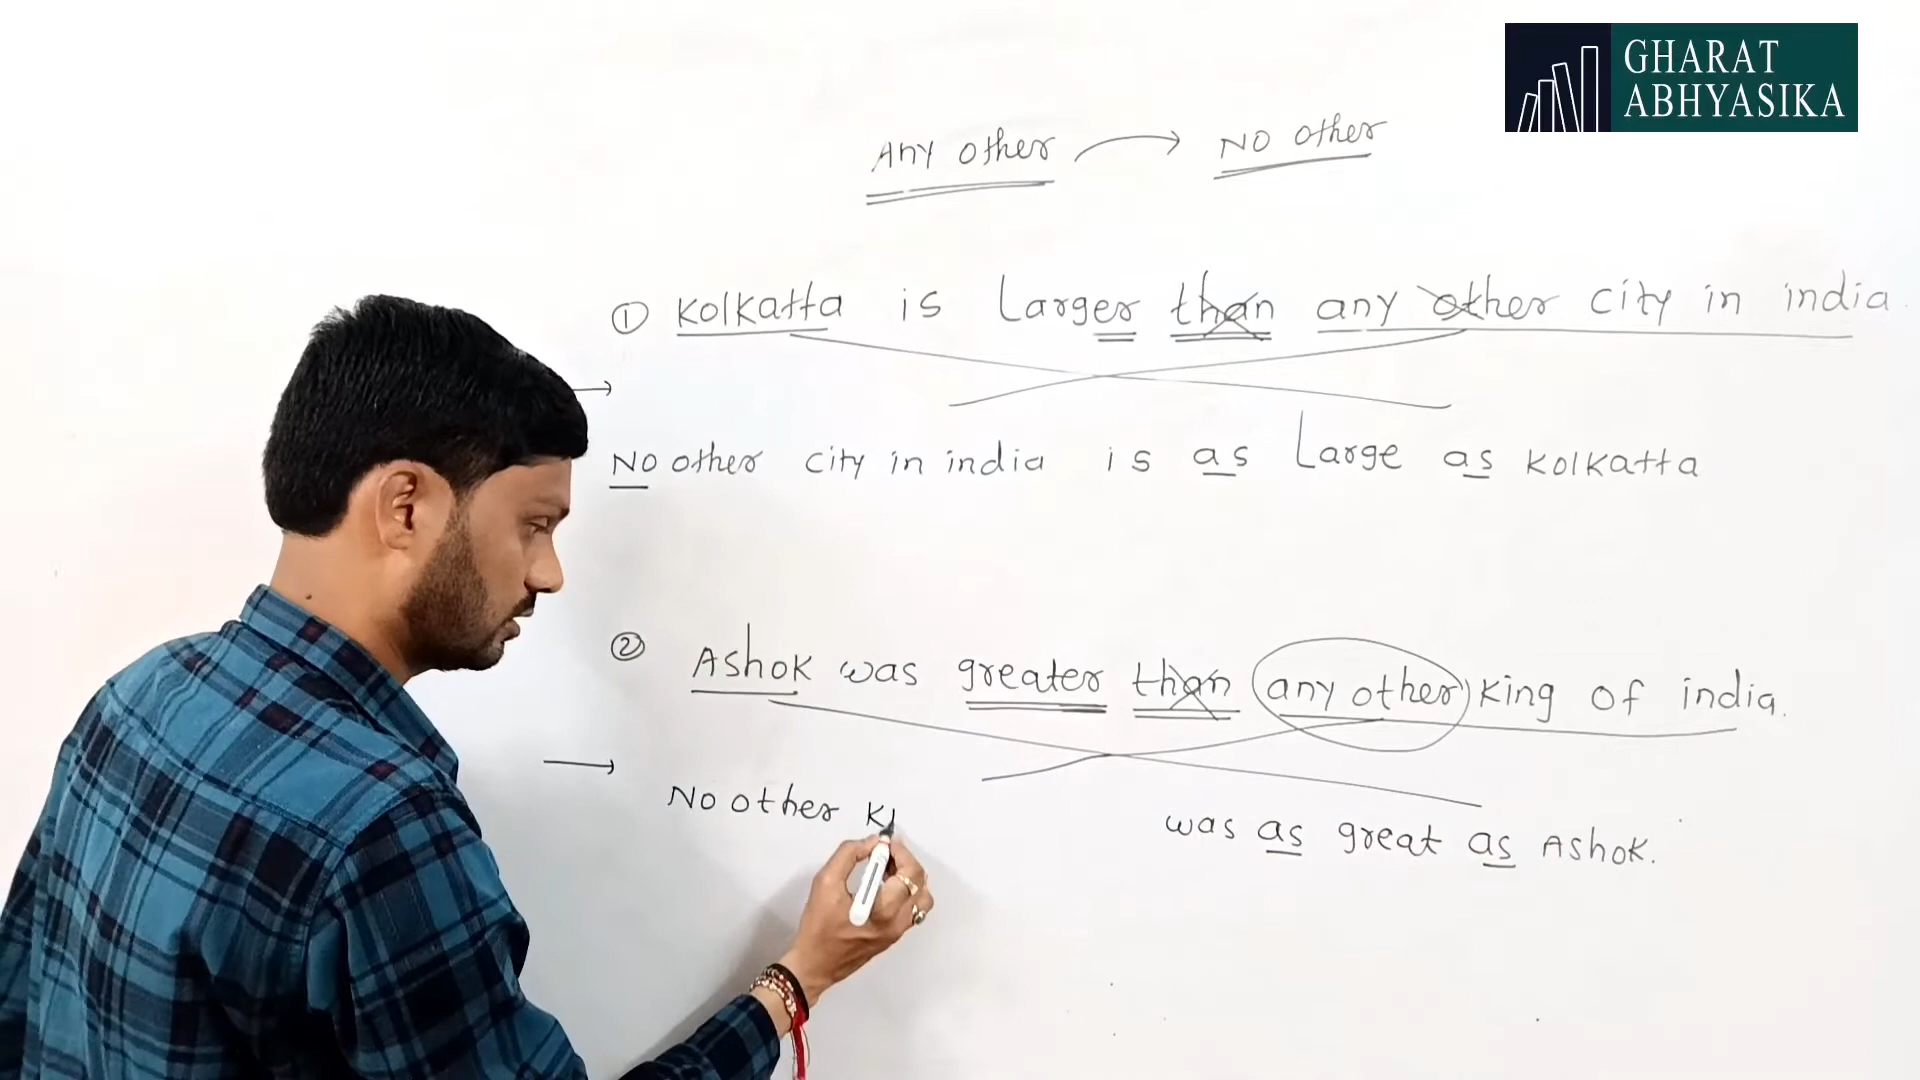 GHARAT
ABHYASIKA
Any other → NO other
① Kolkatta is Larger than any other city in india.
→
NO other city in india is as Large as Kolkatta
② Ashok was greater than any other King of india.
→ No other Ki was as great as Ashok.